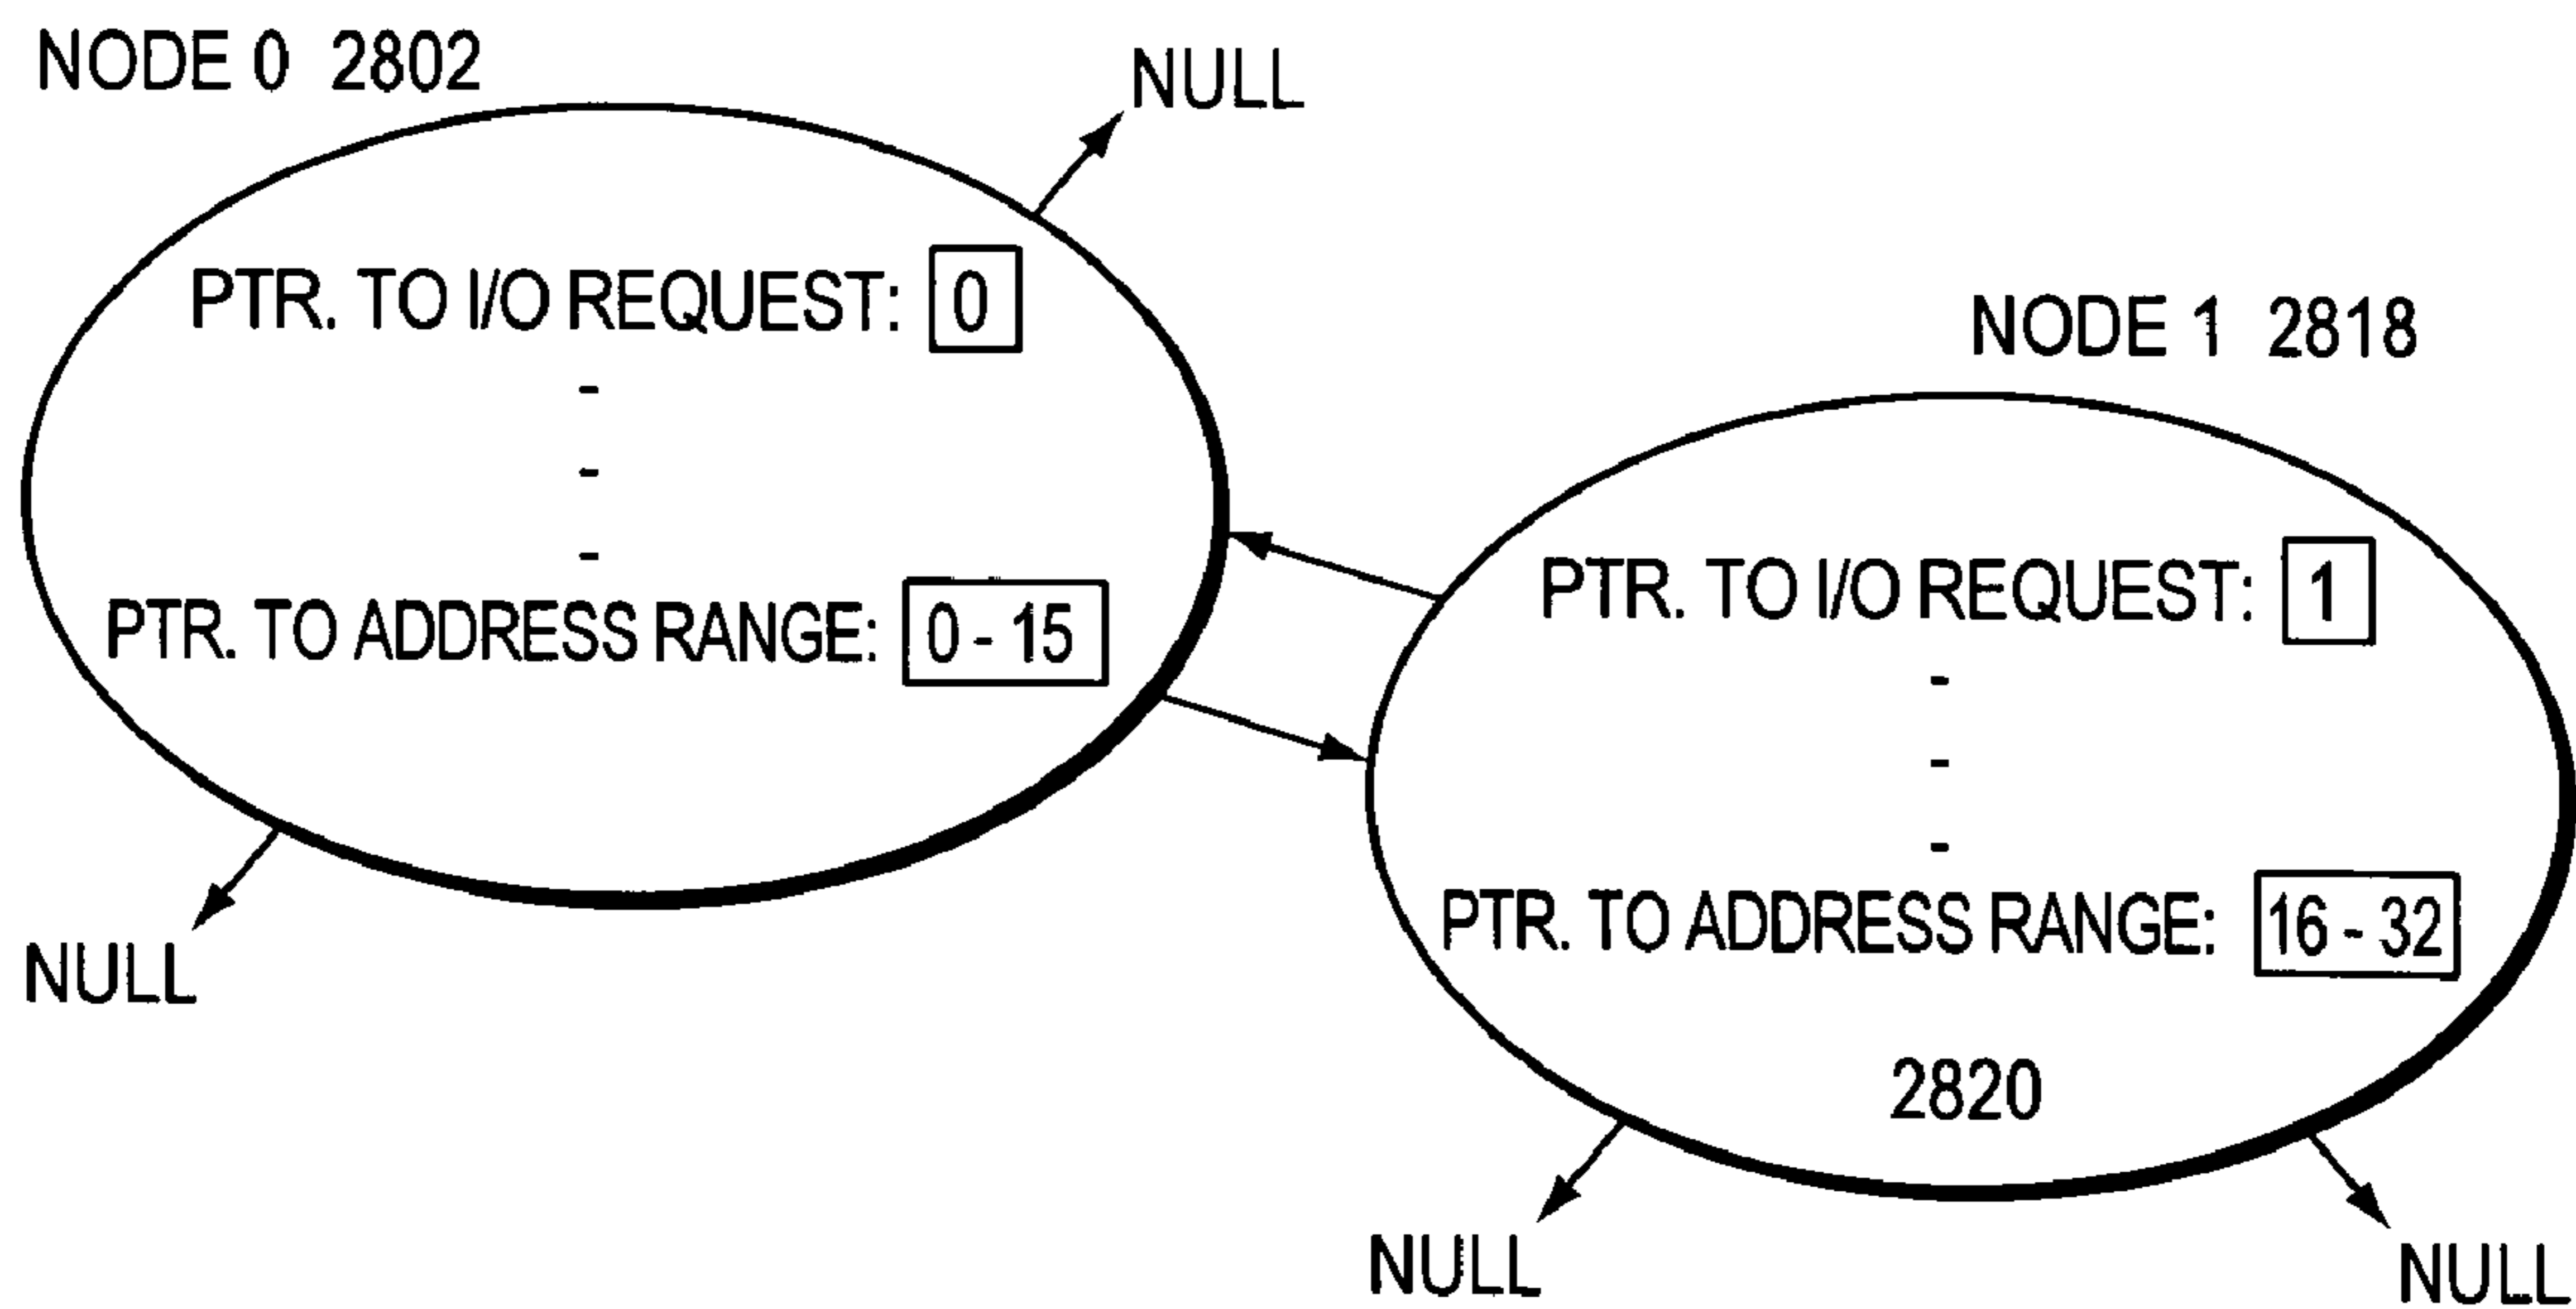 NODE 0 2802
NULL
PTR. TO I/O REQUEST: 0
-
-
-
PTR. TO ADDRESS RANGE: 0 - 15
NULL
NODE 1 2818
PTR. TO I/O REQUEST: 1
-
-
-
PTR. TO ADDRESS RANGE: 16 - 32
2820
NULL
NULL